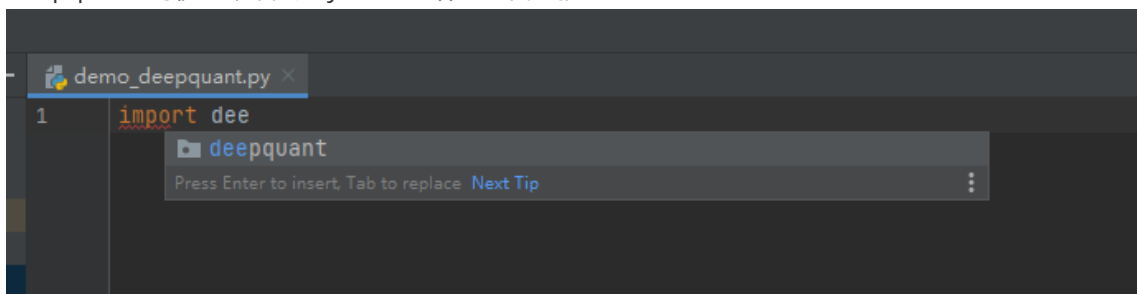 demo_deepquant.py
1 import dee
deepquant
Press Enter to insert, Tab to replace Next Tip